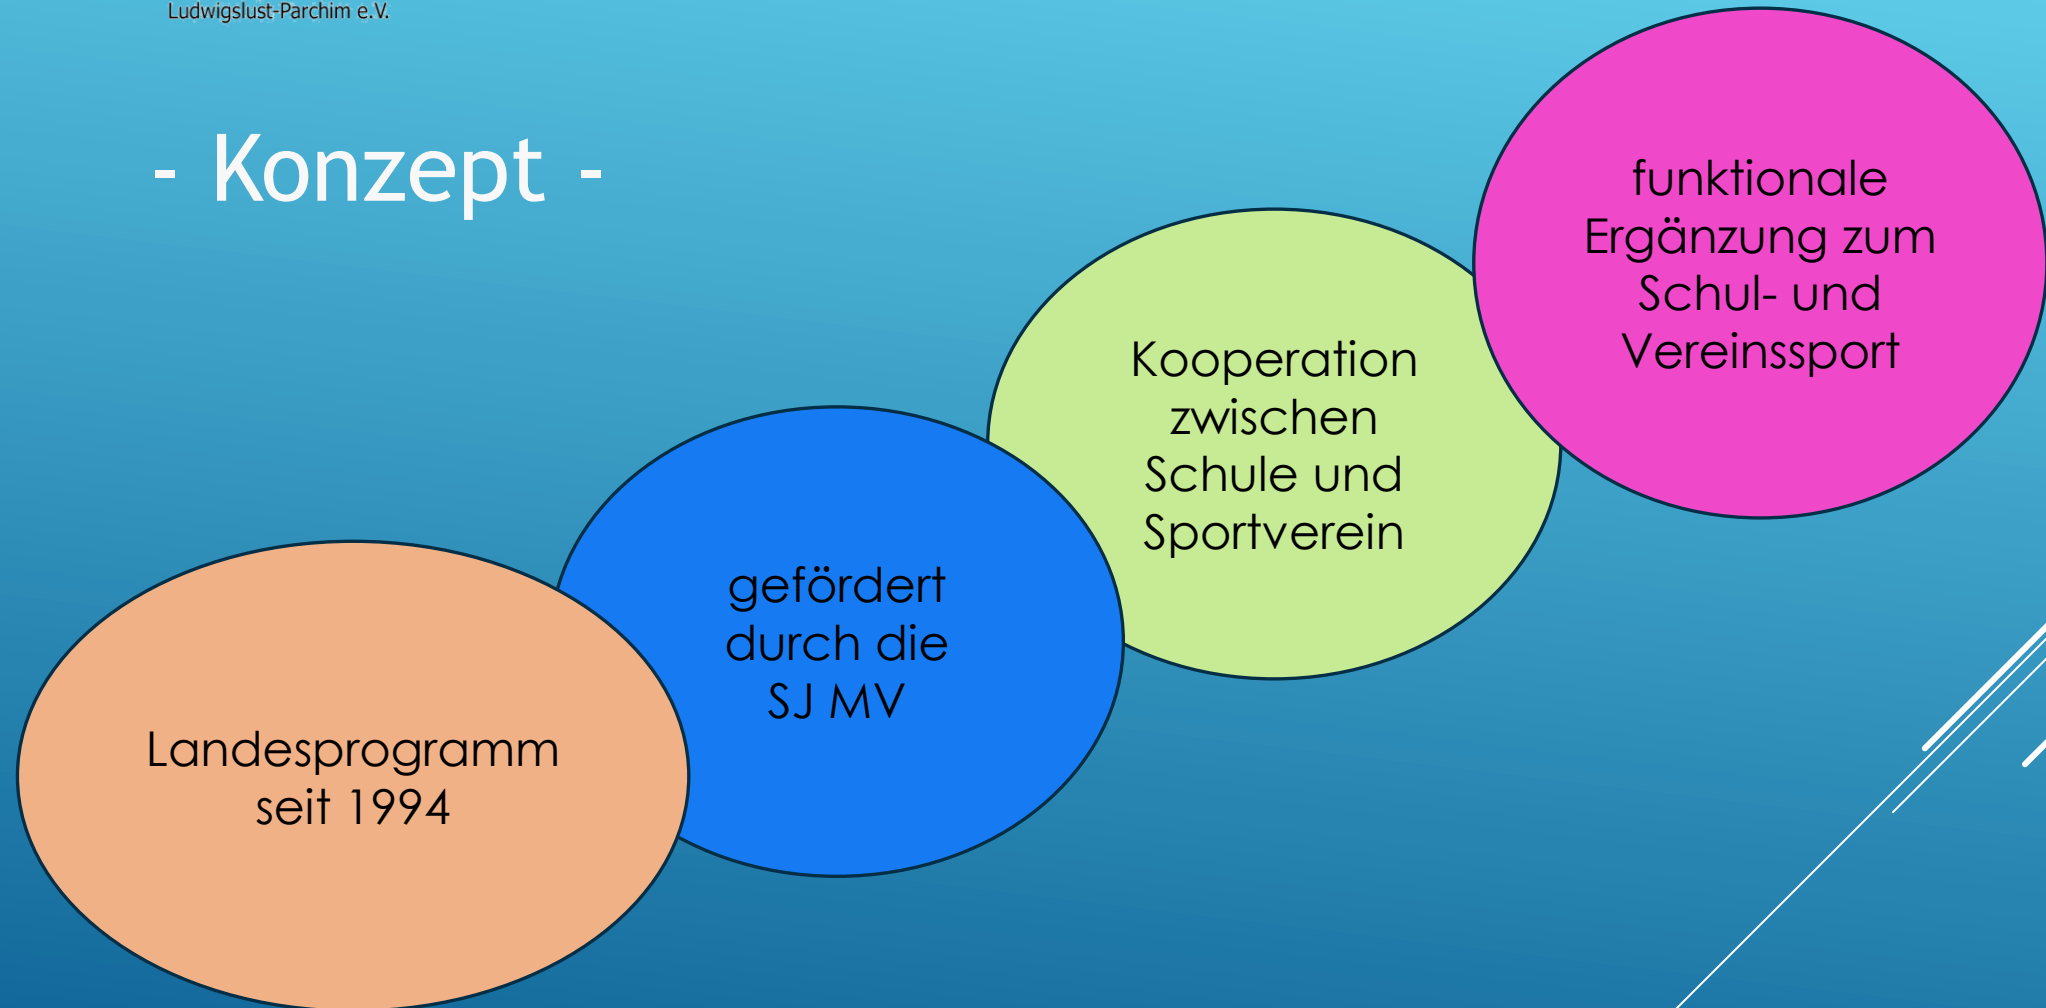 Ludwigslust-Parchim e.V.
- Konzept -
Landesprogramm
seit 1994
gefördert
durch die
SJ MV
Kooperation
zwischen
Schule und
Sportverein
funktionale
Ergänzung zum
Schul- und
Vereinssport